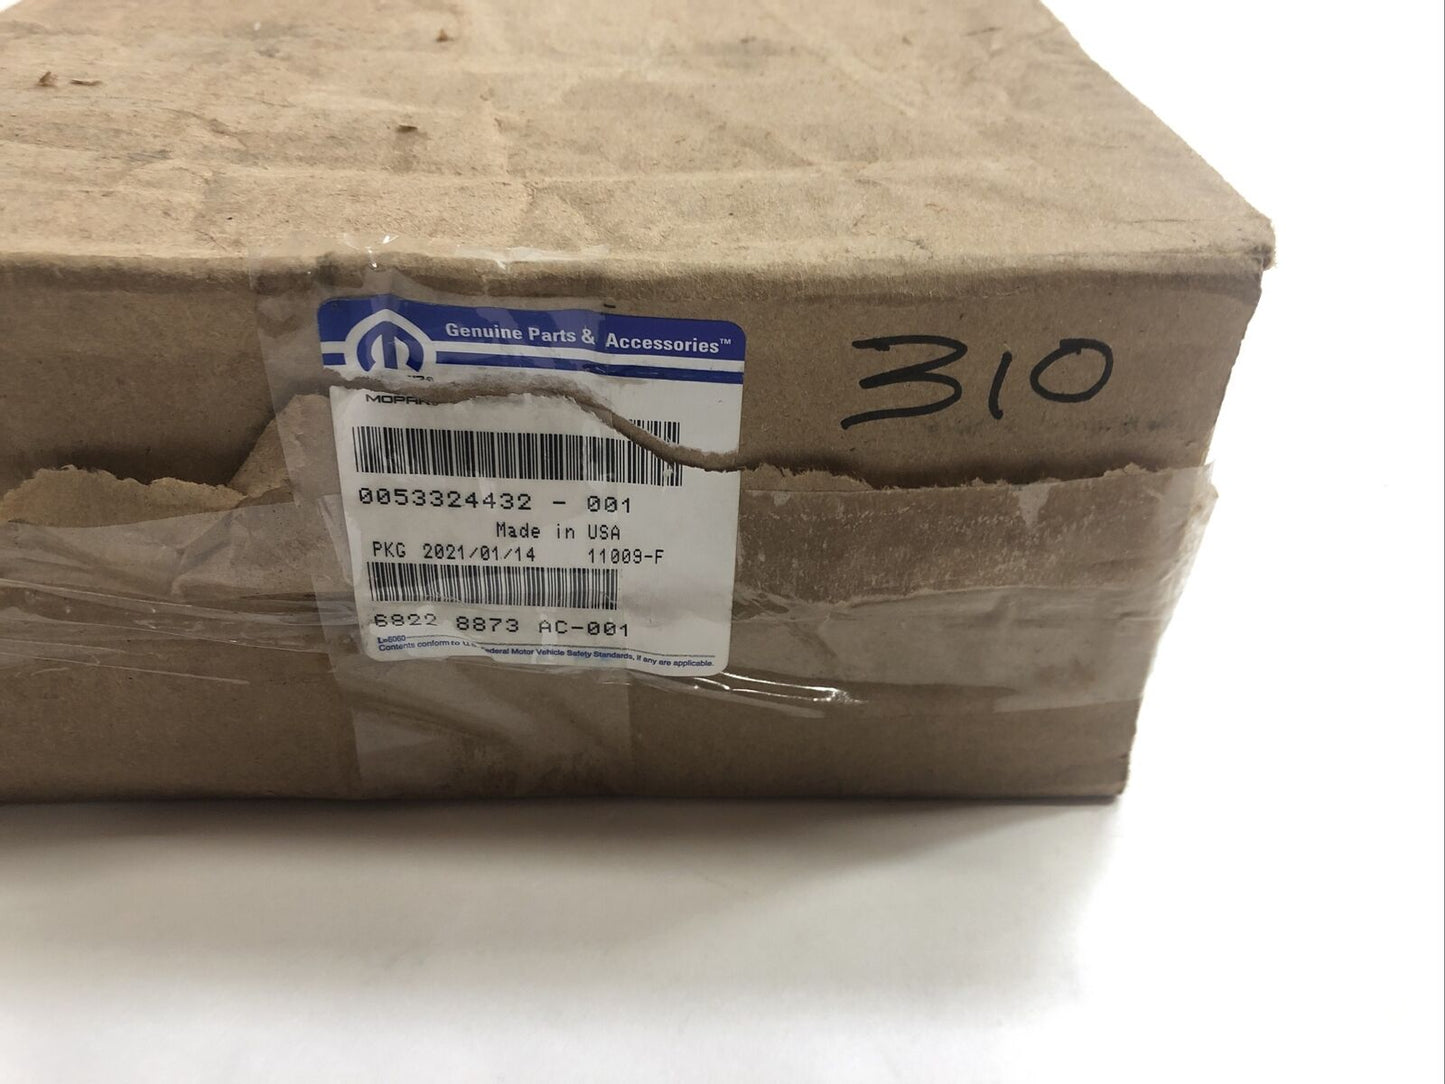 Genuine Parts & Accessories™
MOPAR®
310
0053324432 - 001
Made in USA
PKG 2021/01/14 11009-F
6822 8873 AC-001
L-6060
Contents conform to U.S. Federal Motor Vehicle Safety Standards, if any are applicable.